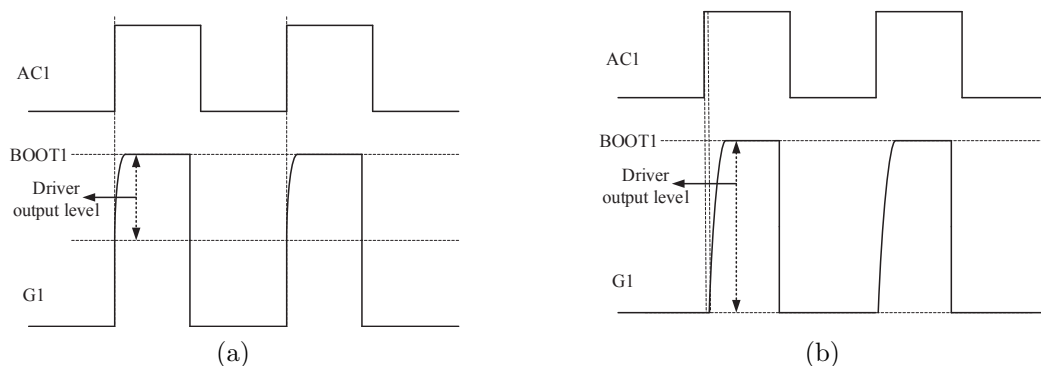 AC1
BOOT1
Driver
output level
G1
(a)
AC1
BOOT1
Driver
output level
G1
(b)